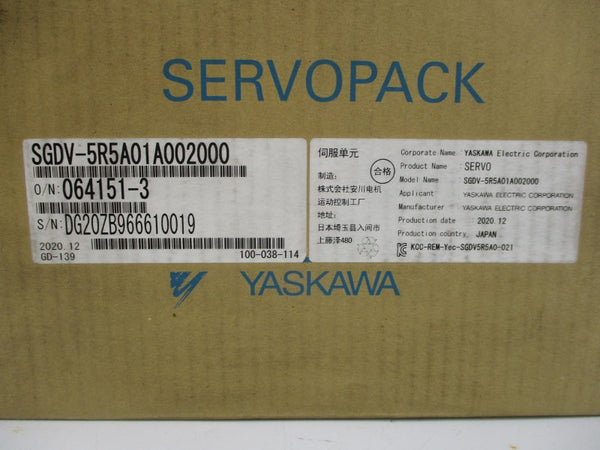 SERVOPACK
SGDV-5R5A01A002000
O/N: 064151-3
S/N: DG20ZB966610019
2020.12
GD-139 100-038-114
伺服单元
合格
制造:
株式会社安川电机
运动控制工厂
地址:
日本埼玉县入间市
上藤泽480
Corporate Name YASKAWA Electric Corporation
Product Name SERVO
Model Name SGDV-5R5A01A002000
Applicant YASKAWA ELECTRIC CORPORATION
Manufacturer YASKAWA ELECTRIC CORPORATION
Production date 2020.12
Production country JAPAN
KCC-REM-Yec-SGDV5R5A0-021
YASKAWA